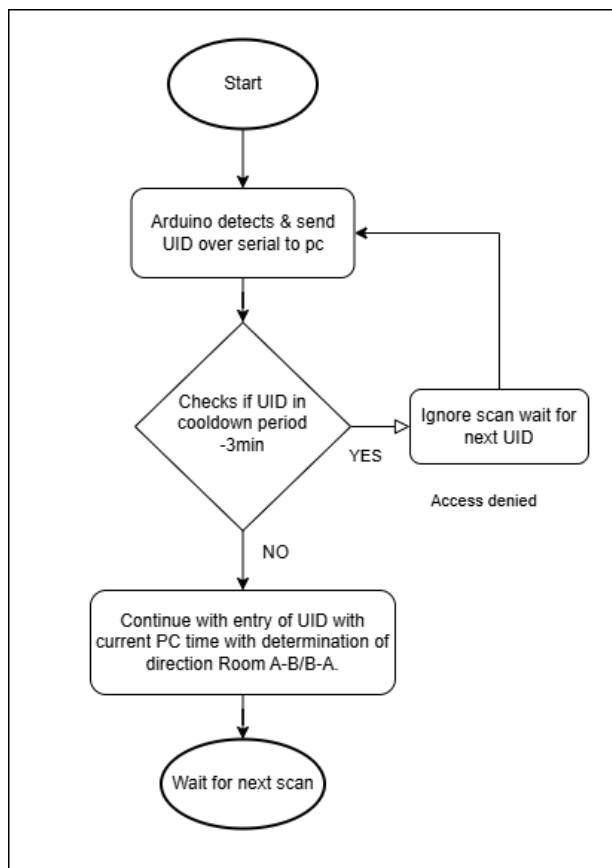 Start
Arduino detects & send
UID over serial to pc
Checks if UID in
cooldown period
-3min
YES
Ignore scan wait for
next UID
Access denied
NO
Continue with entry of UID with
current PC time with determination of
direction Room A-B/B-A.
Wait for next scan